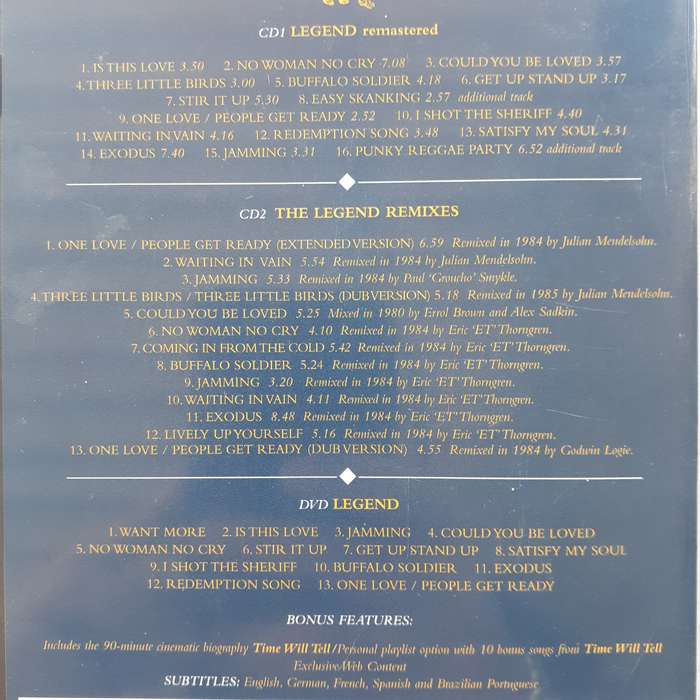 CD1 LEGEND remastered
1. IS THIS LOVE 3.50 2. NO WOMAN NO CRY 7.08 3. COULD YOU BE LOVED 3.57
4. THREE LITTLE BIRDS 3.00 5. BUFFALO SOLDIER 4.18 6. GET UP STAND UP 3.17
7. STIR IT UP 5.30 8. EASY SKANKING 2.57 additional track
9. ONE LOVE / PEOPLE GET READY 2.52 10. I SHOT THE SHERIFF 4.40
11. WAITING IN VAIN 4.16 12. REDEMPTION SONG 3.48 13. SATISFY MY SOUL 4.31
14. EXODUS 7.40 15. JAMMING 3.31 16. PUNKY REGGAE PARTY 6.52 additional track
CD2 THE LEGEND REMIXES
1. ONE LOVE / PEOPLE GET READY (EXTENDED VERSION) 6.59 Remixed in 1984 by Julian Mendelsohn.
2. WAITING IN VAIN 5.54 Remixed in 1984 by Julian Mendelsohn.
3. JAMMING 5.33 Remixed in 1984 by Paul 'Groucho' Smykle.
4. THREE LITTLE BIRDS / THREE LITTLE BIRDS (DUB VERSION) 5.18 Remixed in 1985 by Julian Mendelsohn.
5. COULD YOU BE LOVED 5.25 Mixed in 1980 by Errol Brown and Alex Sadkin.
6. NO WOMAN NO CRY 4.10 Remixed in 1984 by Eric 'ET' Thorngren.
7. COMING IN FROM THE COLD 5.42 Remixed in 1984 by Eric 'ET' Thorngren.
8. BUFFALO SOLDIER 5.24 Remixed in 1984 by Eric 'ET' Thorngren.
9. JAMMING 3.20 Remixed in 1984 by Eric 'ET' Thorngren.
10. WAITING IN VAIN 4.11 Remixed in 1984 by Eric 'ET' Thorngren.
11. EXODUS 8.48 Remixed in 1984 by Eric 'ET' Thorngren.
12. LIVELY UP YOURSELF 5.16 Remixed in 1984 by Eric 'ET' Thorngren.
13. ONE LOVE / PEOPLE GET READY (DUB VERSION) 4.55 Remixed in 1984 by Godwin Logie.
DVD LEGEND
1. WANT MORE 2. IS THIS LOVE 3. JAMMING 4. COULD YOU BE LOVED
5. NO WOMAN NO CRY 6. STIR IT UP 7. GET UP STAND UP 8. SATISFY MY SOUL
9. I SHOT THE SHERIFF 10. BUFFALO SOLDIER 11. EXODUS
12. REDEMPTION SONG 13. ONE LOVE / PEOPLE GET READY
BONUS FEATURES:
Includes the 90-minute cinematic biography Time Will Tell / Personal playlist option with 10 bonus songs from Time Will Tell
Exclusive Web Content
SUBTITLES: English, German, French, Spanish and Brazilian Portuguese